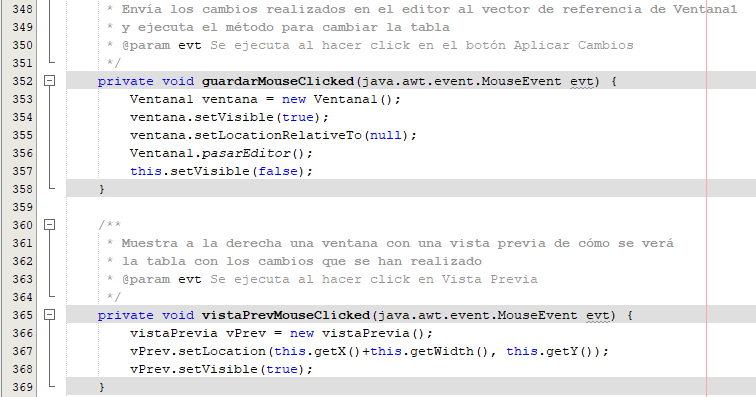 348 * Envia los cambios realizados en el editor al vector de referencia de Ventana1
349 * y ejecuta el método para cambiar la tabla
350 * @param evt Se ejecuta al hacer click en el botón Aplicar Cambios
351 */
352 private void guardarMouseClicked(java.awt.event.MouseEvent evt) {
353 Ventana1 ventana = new Ventana1();
354 ventana.setVisible(true);
355 ventana.setLocationRelativeTo(null);
356 Ventana1.pasarEditor();
357 this.setVisible(false);
358 }
359
360 /**
361 * Muestra a la derecha una ventana con una vista previa de cómo se verá
362 * la tabla con los cambios que se han realizado
363 * @param evt Se ejecuta al hacer click en Vista Previa
364 */
365 private void vistaPrevMouseClicked(java.awt.event.MouseEvent evt) {
366 vistaPrevia vPrev = new vistaPrevia();
367 vPrev.setLocation(this.getX()+this.getWidth(), this.getY());
368 vPrev.setVisible(true);
369 }